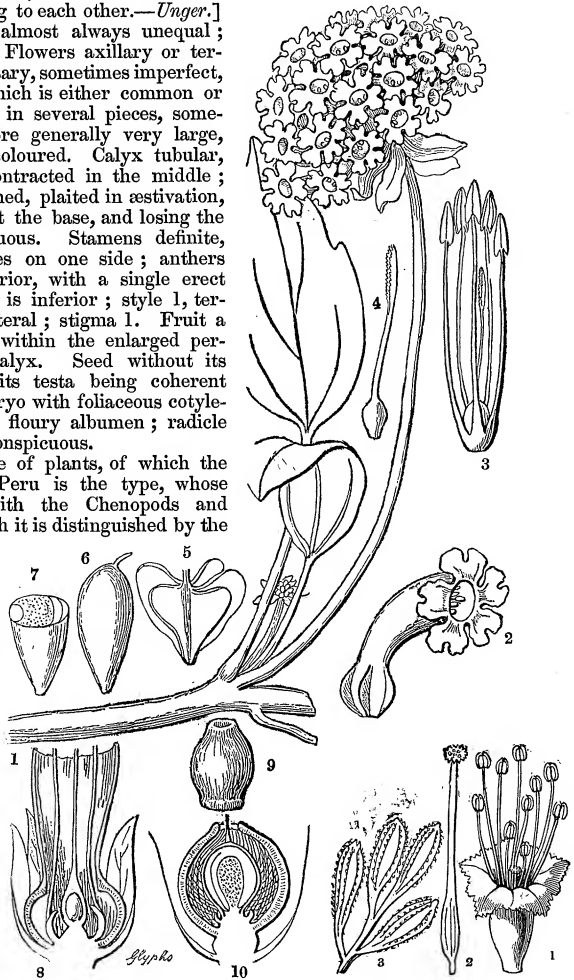 g to each other.—Unger.]
almost always unequal ;
Flowers axillary or ter-
ary, sometimes imperfect,
hich is either common or
in several pieces, some-
re generally very large,
oloured. Calyx tubular,
ntracted in the middle ;
ned, plaited in æstivation,
t the base, and losing the
uous. Stamens definite,
es on one side ; anthers
rior, with a single erect
is inferior ; style 1, ter-
teral ; stigma 1. Fruit a
within the enlarged per-
alyx. Seed without its
its testa being coherent
ryo with foliaceous cotyle-
floury albumen ; radicle
onspicuous.
e of plants, of which the
Peru is the type, whose
ith the Chenopods and
h it is distinguished by the
4
3
7 6 5
2
1
9
8
Glypho
10
3
2
1